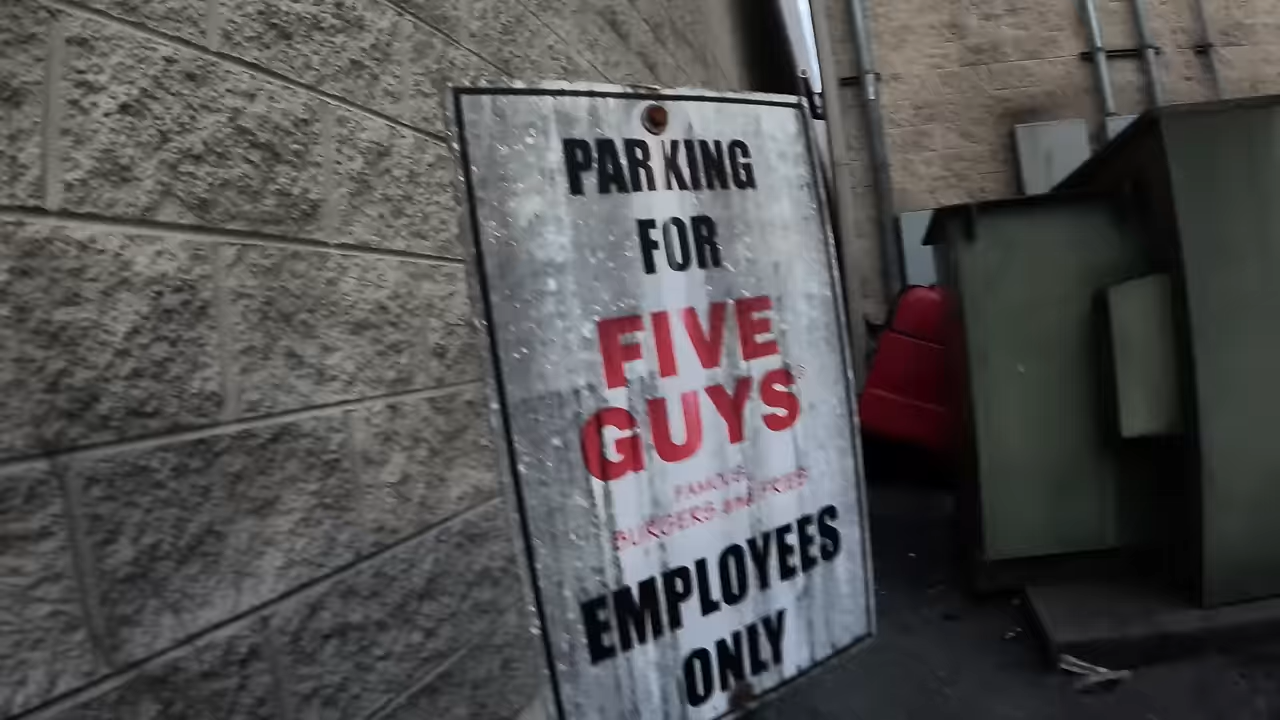 PARKING
FOR
FIVE
GUYS®
FAMOUS
BURGERS and FRIES
EMPLOYEES
ONLY